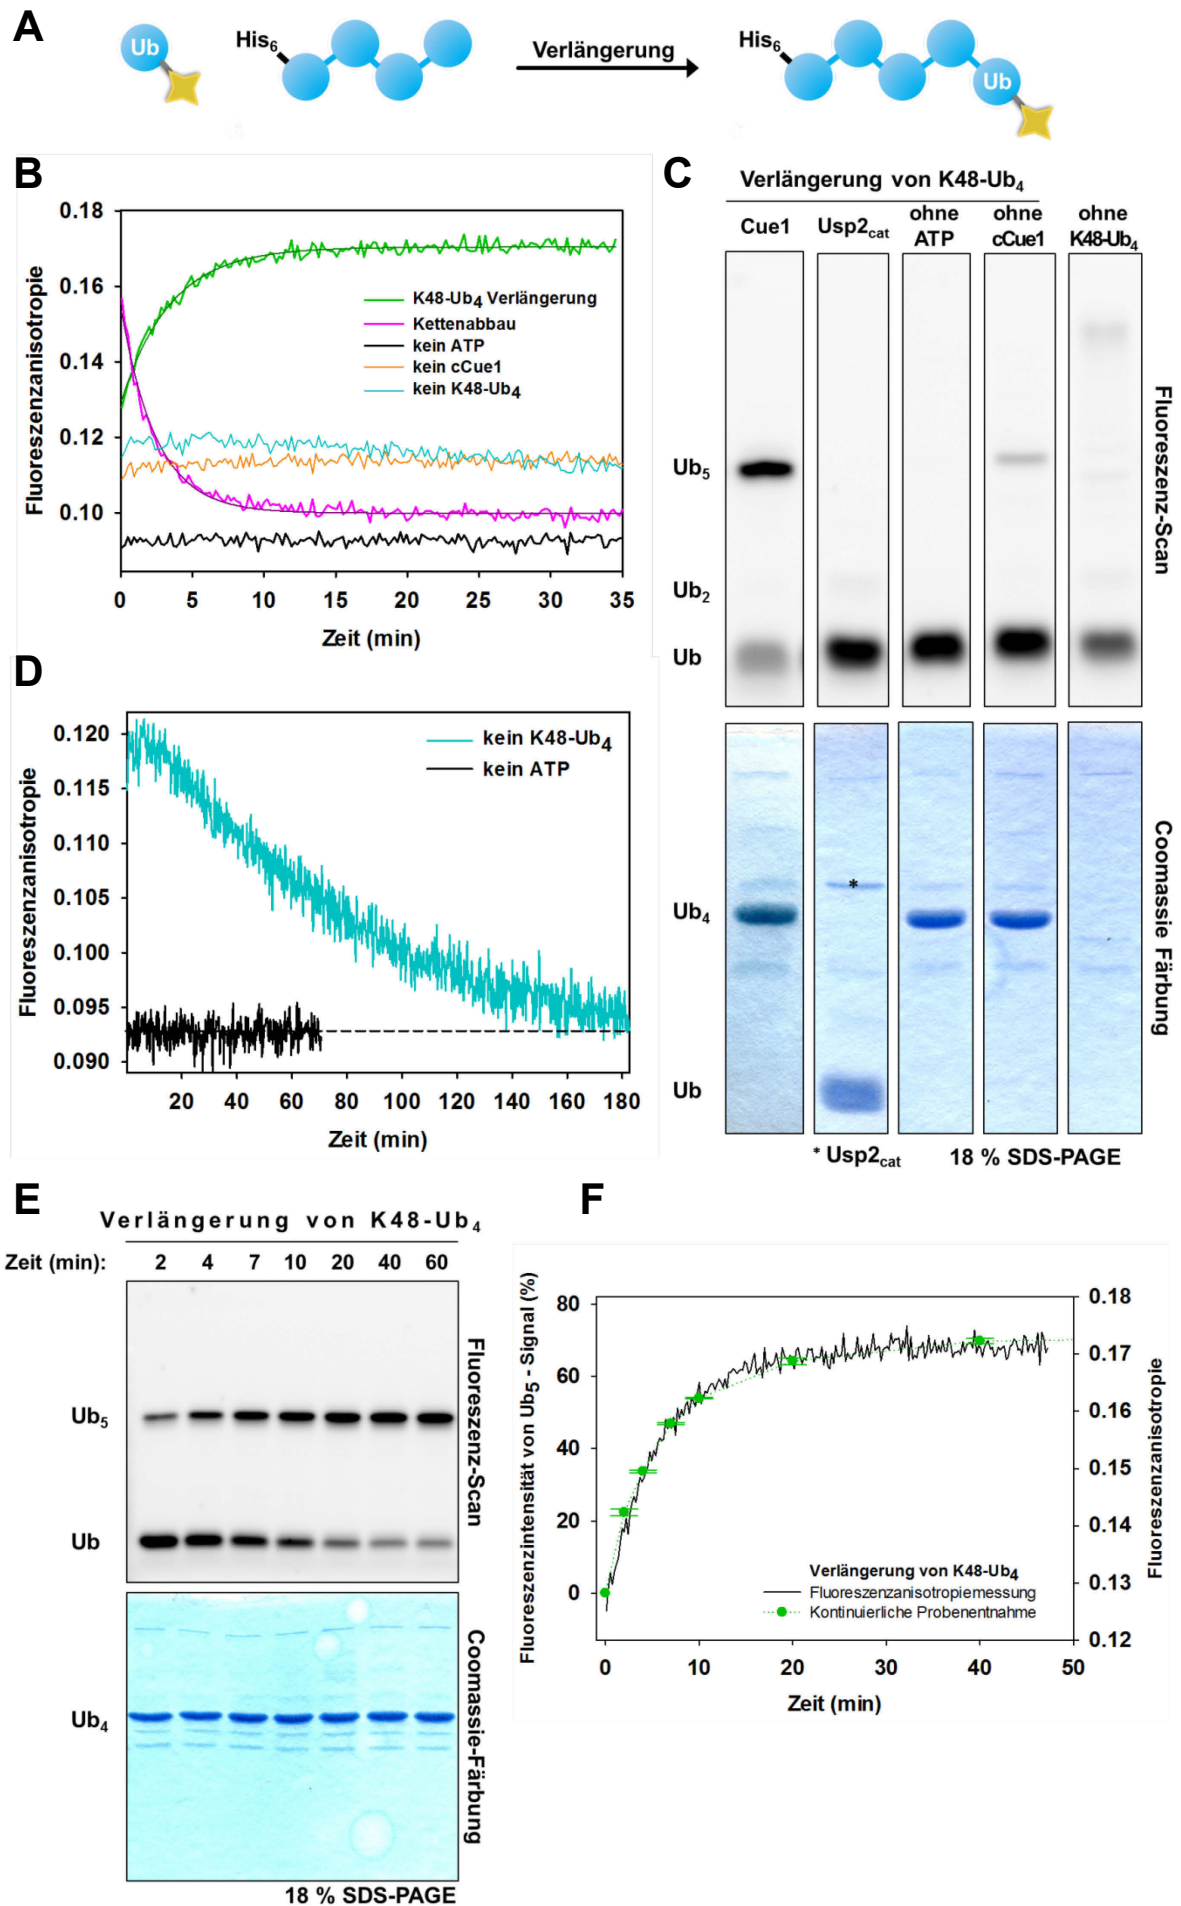 A
Ub
His6
Verlängerung
His6
Ub
B
0.18
0.16
0.14
0.12
0.10
Fluoreszenzanisotropie
K48-Ub4 Verlängerung
Kettenabbau
kein ATP
kein cCue1
kein K48-Ub4
0 5 10 15 20 25 30 35
Zeit (min)
C
Verlängerung von K48-Ub4
Cue1
Usp2cat
ohne
ATP
ohne
cCue1
ohne
K48-Ub4
Ub5
Ub2
Ub
Fluoreszenz-Scan
Ub4
*
Ub
Coomassie Färbung
* Usp2cat
18 % SDS-PAGE
D
0.120
0.115
0.110
0.105
0.100
0.095
0.090
Fluoreszenzanisotropie
kein K48-Ub4
kein ATP
20 40 60 80 100 120 140 160 180
Zeit (min)
E
Verlängerung von K48-Ub4
Zeit (min): 2 4 7 10 20 40 60
Ub5
Ub
Fluoreszenz-Scan
Ub4
Coomassie-Färbung
18 % SDS-PAGE
F
Fluoreszenzintensität von Ub5 - Signal (%)
80
60
40
20
0
0.18
0.17
0.16
0.15
0.14
0.13
0.12
Fluoreszenzanisotropie
Verlängerung von K48-Ub4
Fluoreszenzanisotropiemessung
Kontinuierliche Probenentnahme
0 10 20 30 40 50
Zeit (min)